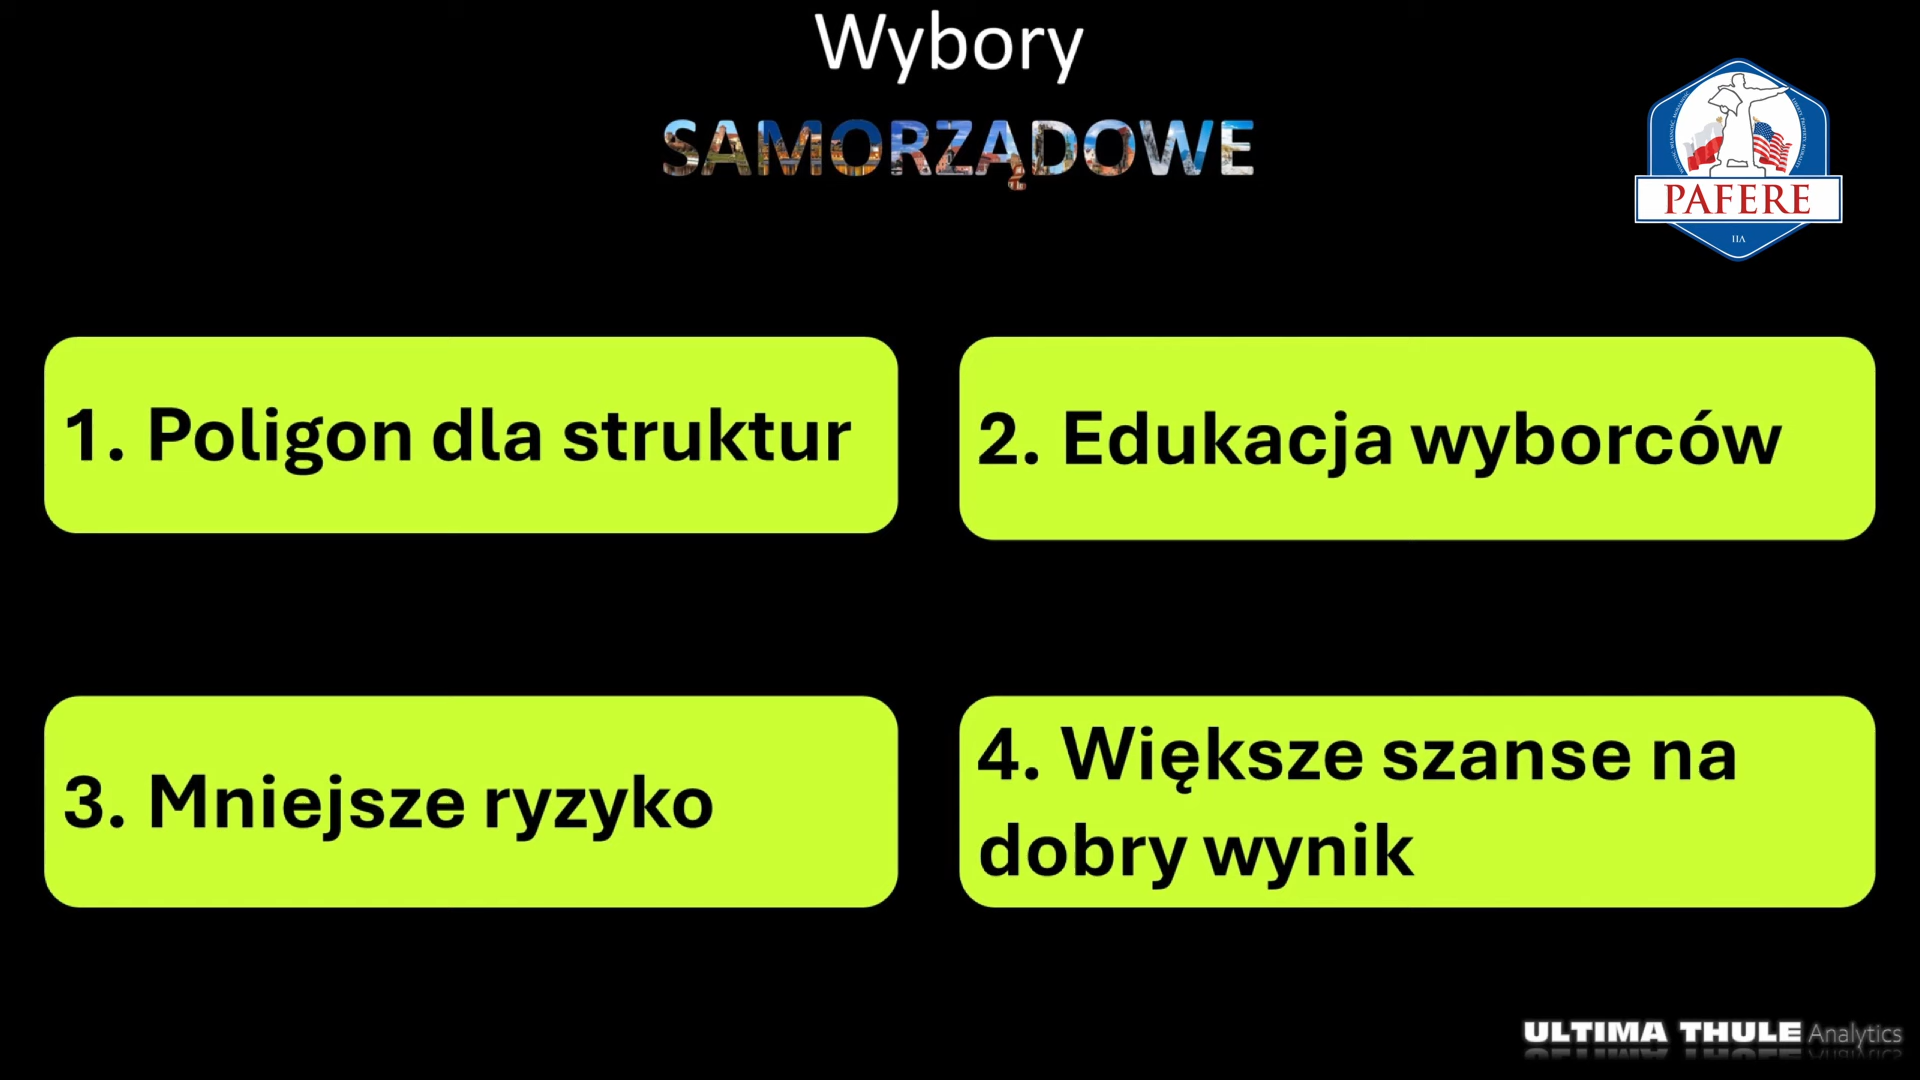 Wybory
SAMORZĄDOWE
PAFERE
1. Poligon dla struktur
2. Edukacja wyborców
3. Mniejsze ryzyko
4. Większe szanse na
dobry wynik
ULTIMA THULE Analytics